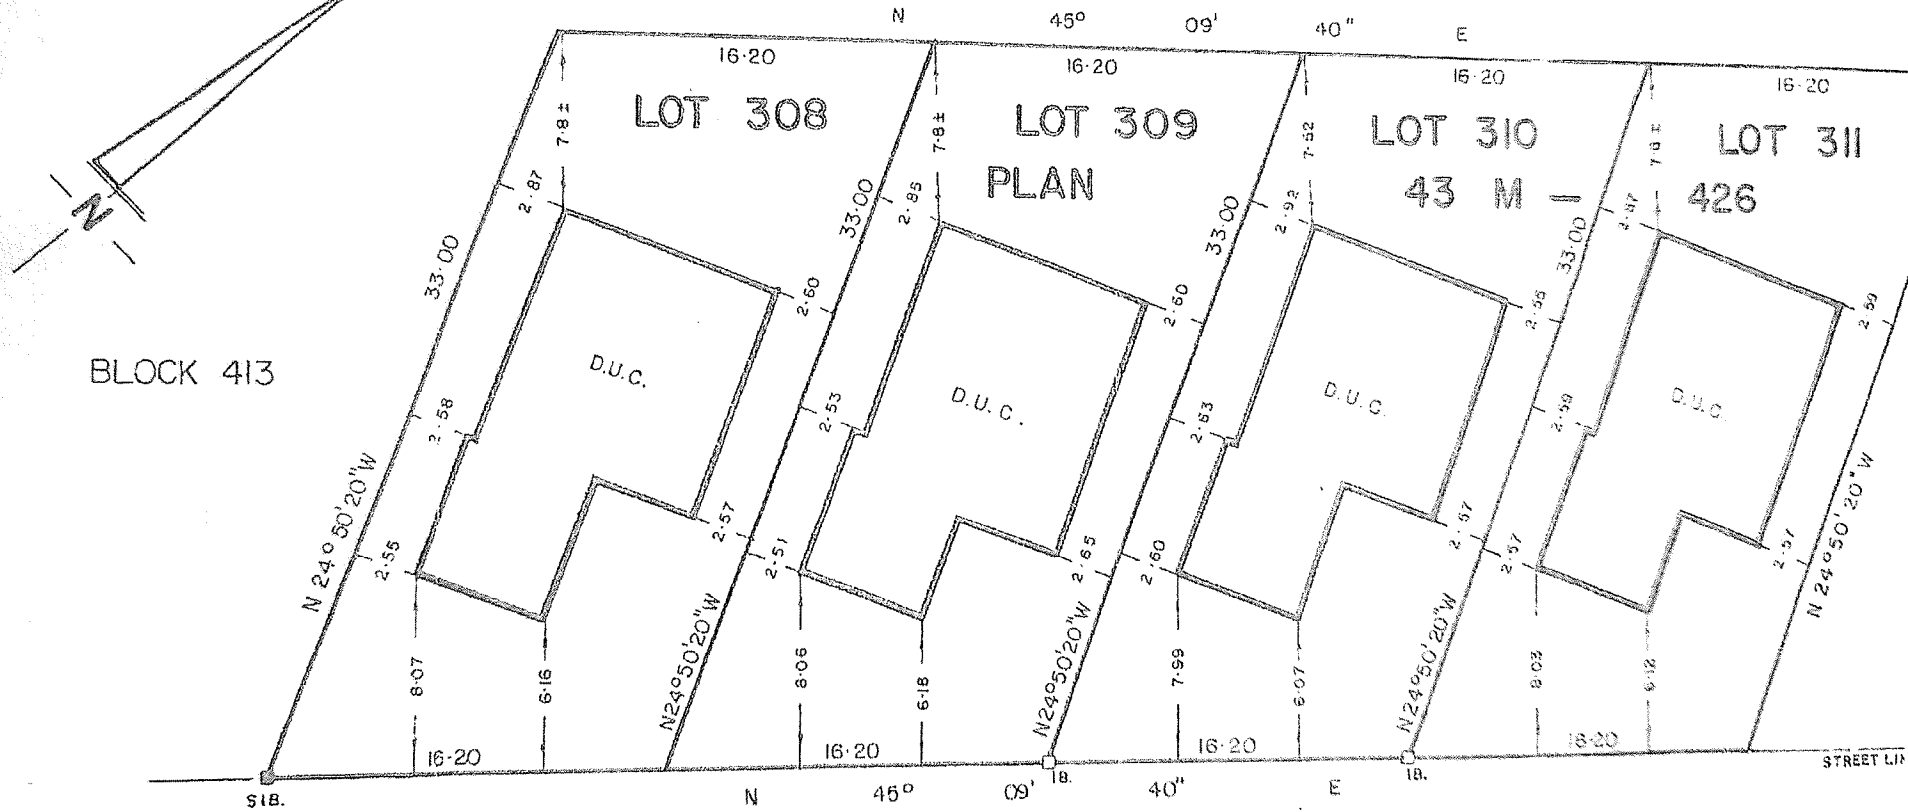 N 45° 09' 40" E
16·20 16·20 16·20 16·20
LOT 308 LOT 309 LOT 310 LOT 311
PLAN 43 M — 426
7·8 ± 7·8 ± 7·52
N
2·87 2·85 2·92 2·87
33·00 33·00 33·00 33·00
2·60 2·60 2·55 2·59
BLOCK 413
D.U.C. D.U.C. D.U.C. D.U.C.
2·58 2·53 2·63 2·59
2·57 2·65 2·57 2·57
2·55 2·51 2·60 2·57
N 24° 50' 20" W N 24° 50' 20" W N 24° 50' 20" W N 24° 50' 20" W N 24° 50' 20" W
8·07 6·16 8·06 6·18 7·99 6·07 8·03 6·12
16·20 16·20 16·20 16·20
SIB. IB. IB. STREET
N 45° 09' 40" E